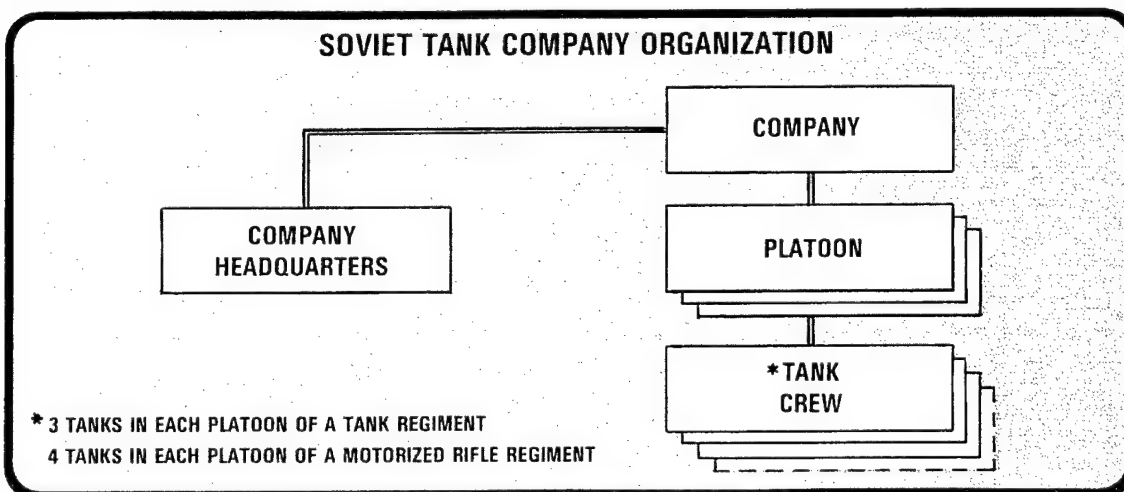 SOVIET TANK COMPANY ORGANIZATION
COMPANY
COMPANY
HEADQUARTERS
PLATOON
*TANK
CREW
* 3 TANKS IN EACH PLATOON OF A TANK REGIMENT
4 TANKS IN EACH PLATOON OF A MOTORIZED RIFLE REGIMENT